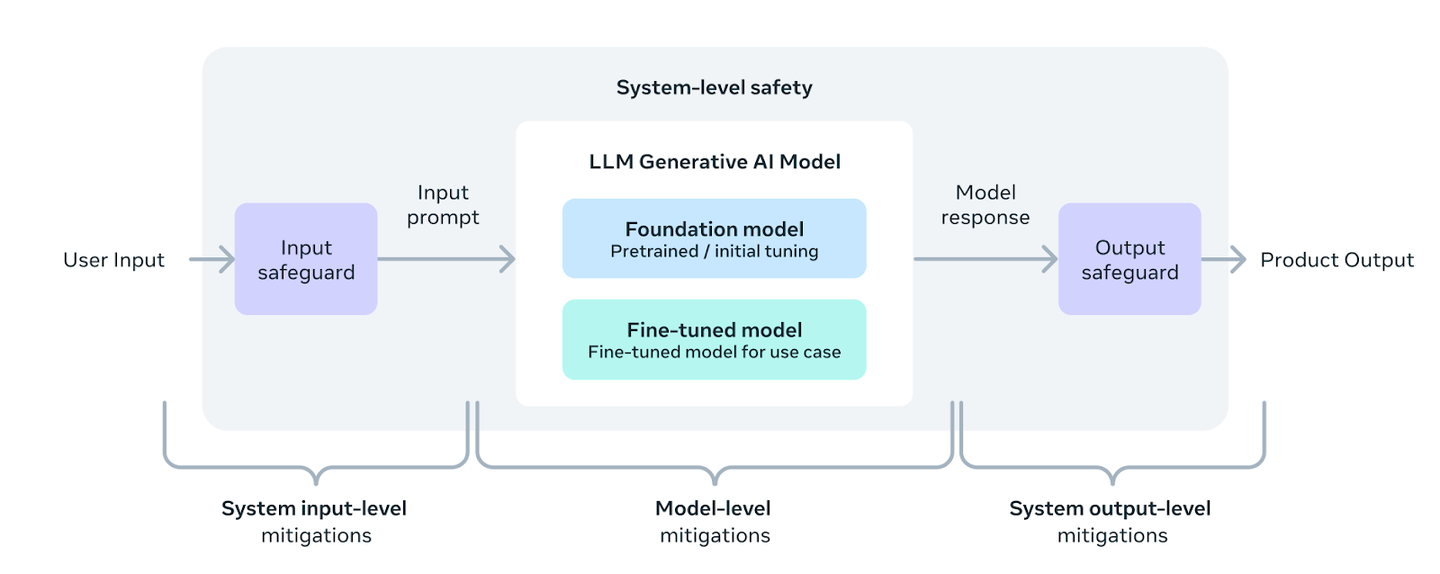 System-level safety
LLM Generative AI Model
Input
prompt
Model
response
Foundation model
Pretrained / initial tuning
User Input
Input
safeguard
Output
safeguard
Product Output
Fine-tuned model
Fine-tuned model for use case
System input-level
mitigations
Model-level
mitigations
System output-level
mitigations